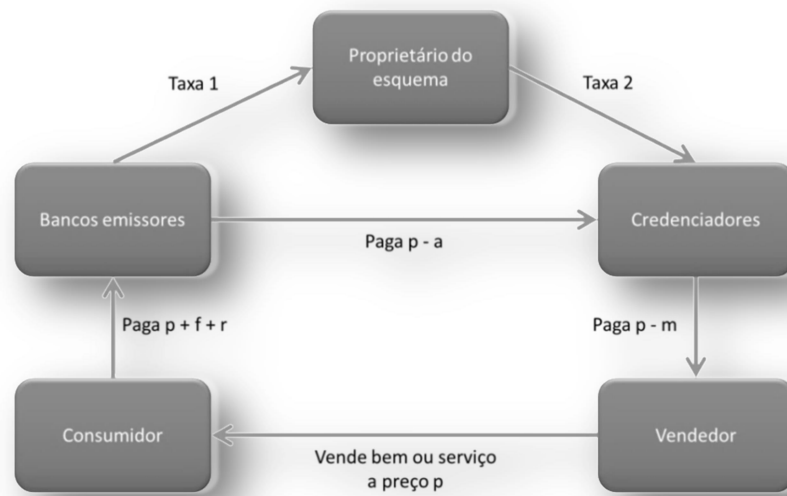 Proprietário do
esquema
Taxa 1
Taxa 2
Bancos emissores
Credenciadores
Paga p - a
Paga p + f + r
Paga p - m
Consumidor
Vendedor
Vende bem ou serviço
a preço p